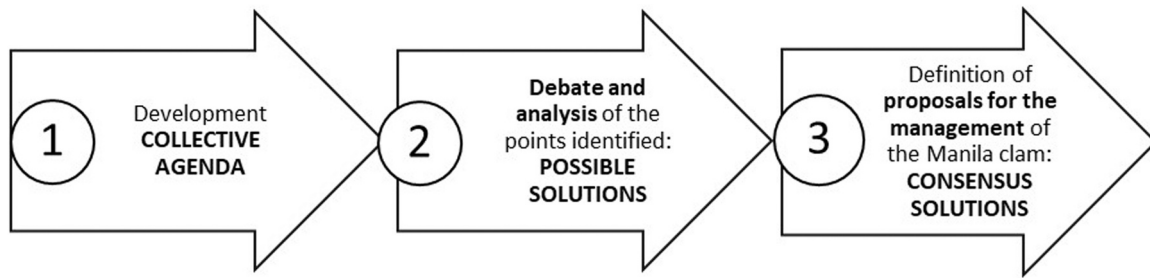 1
Development
COLLECTIVE
AGENDA
2
Debate and
analysis of the
points identified:
POSSIBLE
SOLUTIONS
3
Definition of
proposals for the
management of
the Manila clam:
CONSENSUS
SOLUTIONS